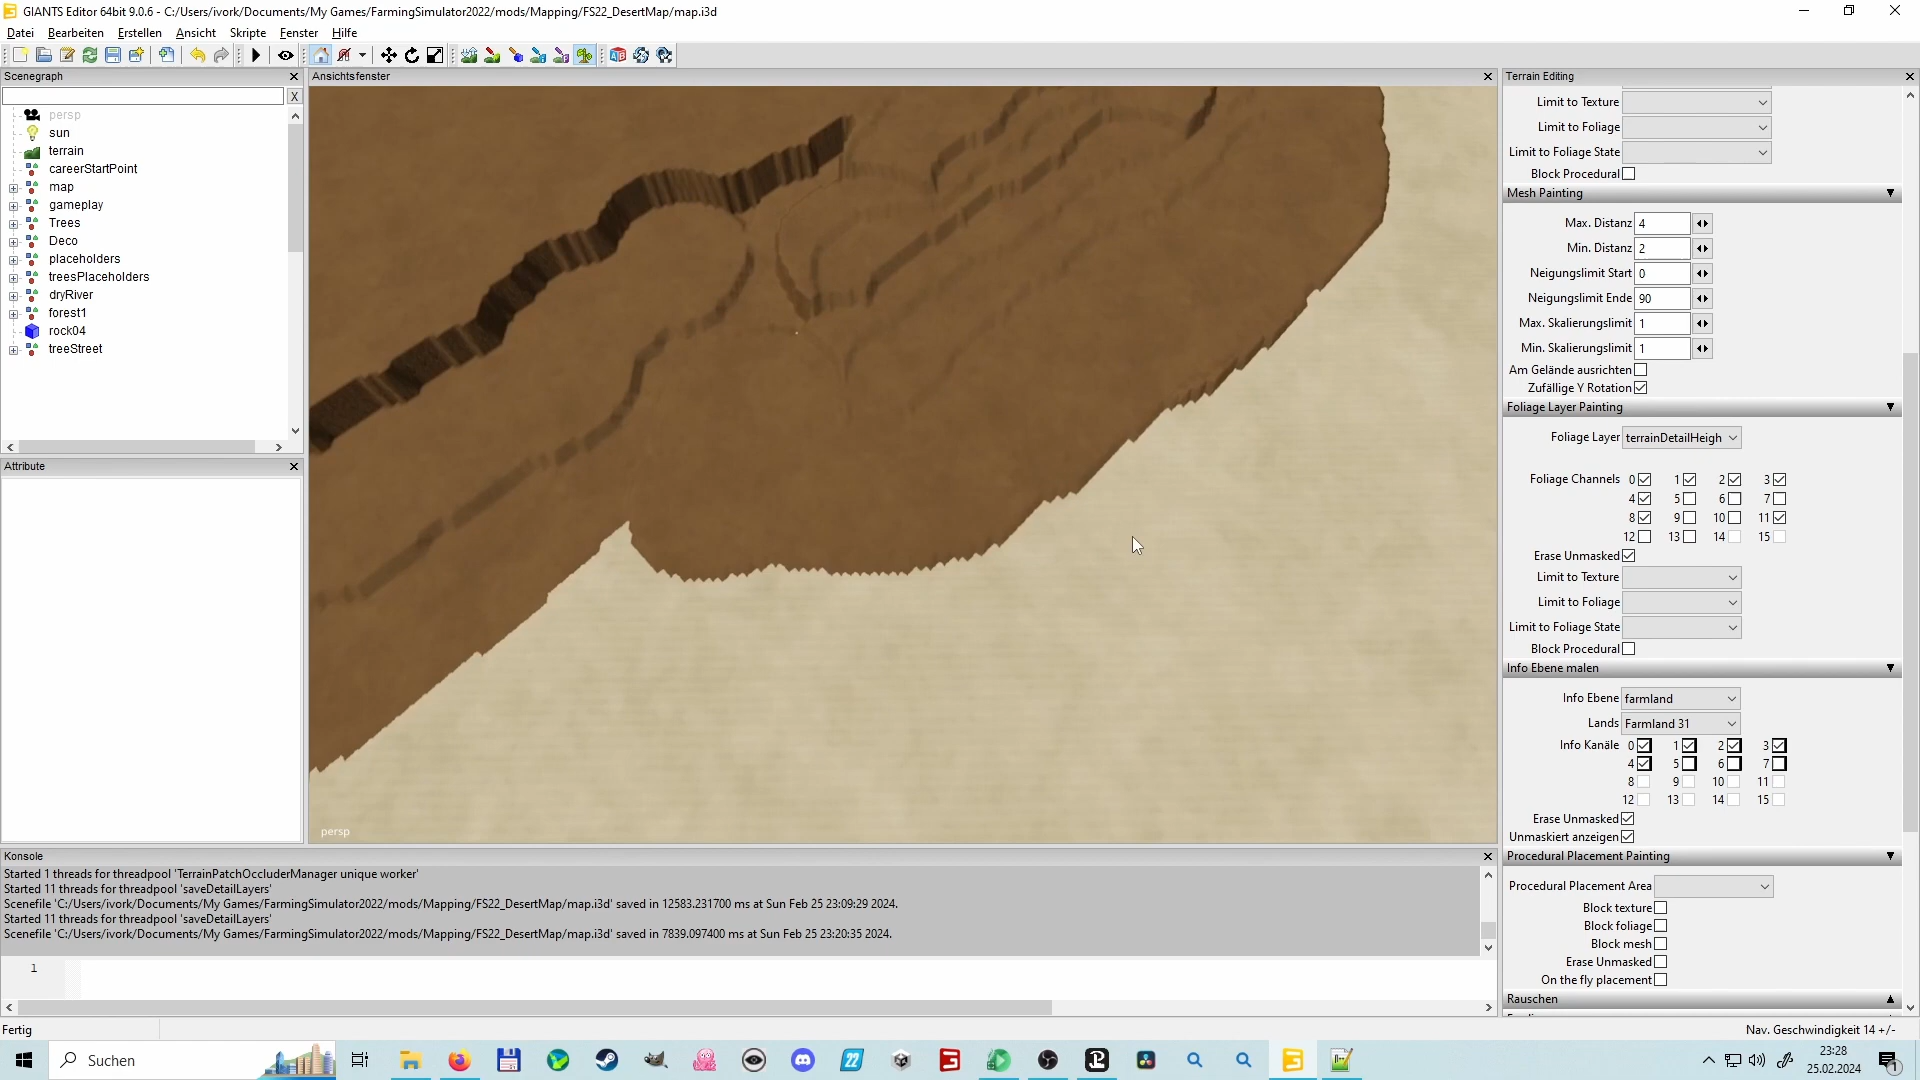 GIANTS Editor 64bit 9.0.6 - C:/Users/ivork/Documents/My Games/FarmingSimulator2022/mods/Mapping/FS22_DesertMap/map.i3d
Datei Bearbeiten Erstellen Ansicht Skripte Fenster Hilfe
Scenegraph
X
persp
sun
terrain
careerStartPoint
map
gameplay
Trees
Deco
placeholders
treesPlaceholders
dryRiver
forest1
rock04
treeStreet
Attribute
Ansichtsfenster
persp
Terrain Editing
Limit to Texture
Limit to Foliage
Limit to Foliage State
Block Procedural
Mesh Painting
Max. Distanz 4
Min. Distanz 2
Neigungslimit Start 0
Neigungslimit Ende 90
Max. Skalierungslimit 1
Min. Skalierungslimit 1
Am Gelände ausrichten
Zufällige Y Rotation
Foliage Layer Painting
Foliage Layer terrainDetailHeigh
Foliage Channels 0 1 2 3
4 5 6 7
8 9 10 11
12 13 14 15
Erase Unmasked
Limit to Texture
Limit to Foliage
Limit to Foliage State
Block Procedural
Info Ebene malen
Info Ebene farmland
Lands Farmland 31
Info Kanäle 0 1 2 3
4 5 6 7
8 9 10 11
12 13 14 15
Erase Unmasked
Unmaskiert anzeigen
Procedural Placement Painting
Procedural Placement Area
Block texture
Block foliage
Block mesh
Erase Unmasked
On the fly placement
Rauschen
Konsole
Started 1 threads for threadpool 'TerrainPatchOccluderManager unique worker'
Started 11 threads for threadpool 'saveDetailLayers'
Scenefile 'C:/Users/ivork/Documents/My Games/FarmingSimulator2022/mods/Mapping/FS22_DesertMap/map.i3d' saved in 12583.231700 ms at Sun Feb 25 23:09:29 2024.
Started 11 threads for threadpool 'saveDetailLayers'
Scenefile 'C:/Users/ivork/Documents/My Games/FarmingSimulator2022/mods/Mapping/FS22_DesertMap/map.i3d' saved in 7839.097400 ms at Sun Feb 25 23:20:35 2024.
1
Fertig
Nav. Geschwindigkeit 14 +/-
Suchen
22
23:28
25.02.2024
1